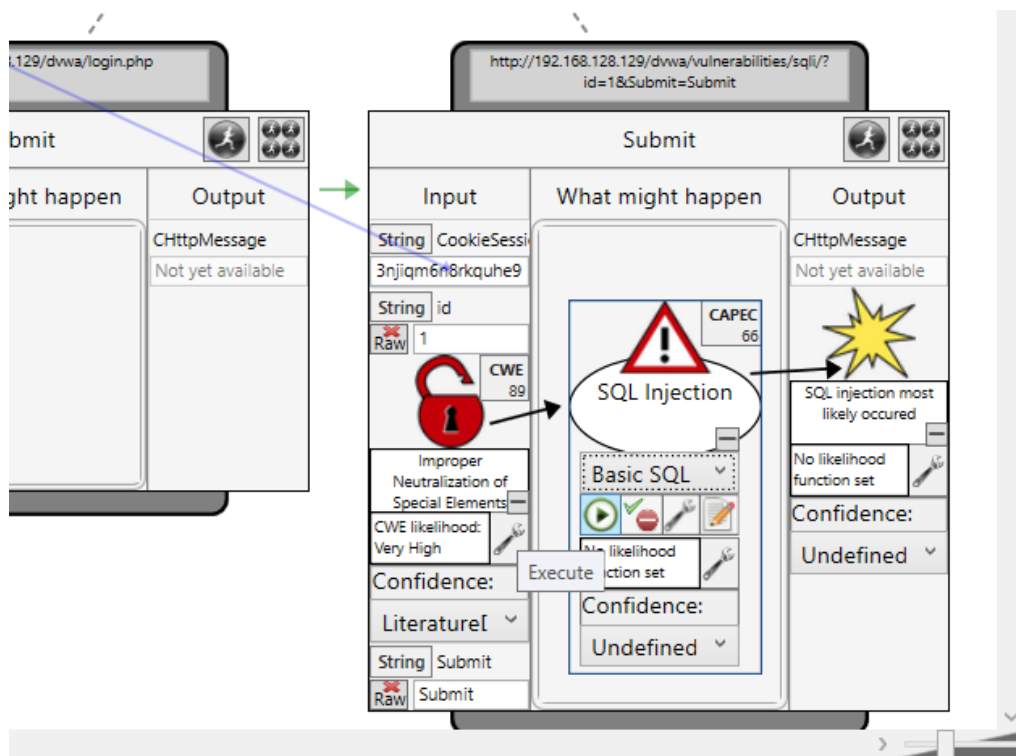 .129/dvwa/login.php
bmit
ght happen
Output
CHttpMessage
Not yet available
http://192.168.128.129/dvwa/vulnerabilities/sqli/?
id=1&Submit=Submit
Submit
Input
What might happen
Output
String CookieSessi
3njiqm6n8rkquhe9
String id
Raw 1
CWE
89
Improper
Neutralization of
Special Elements
CWE likelihood:
Very High
Confidence:
Literature[
String Submit
Raw Submit
CAPEC
66
SQL Injection
Basic SQL
No likelihood
ction set
Execute
Confidence:
Undefined
CHttpMessage
Not yet available
SQL injection most
likely occured
No likelihood
function set
Confidence:
Undefined